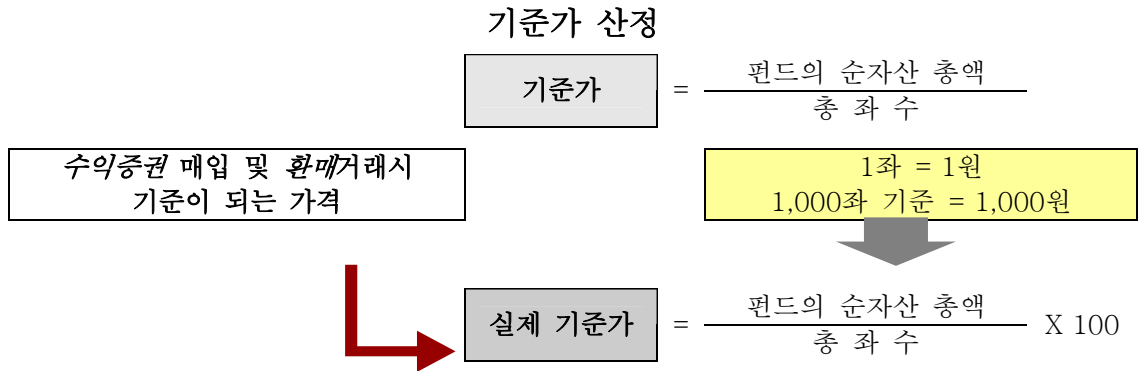 기준가 산정
기준가 = 펀드의 순자산 총액
총 좌 수
수익증권 매입 및 환매거래시
기준이 되는 가격
1좌 = 1원
1,000좌 기준 = 1,000원
실제 기준가 = 펀드의 순자산 총액 X 100
총 좌 수